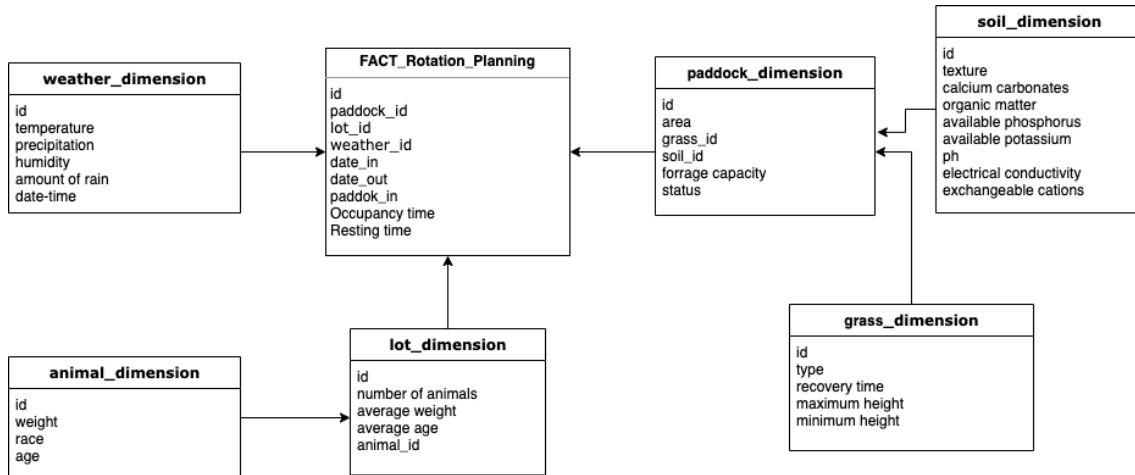 weather_dimension
id
temperature
precipitation
humidity
amount of rain
date-time
FACT_Rotation_Planning
id
paddock_id
lot_id
weather_id
date_in
date_out
paddok_in
Occupancy time
Resting time
paddock_dimension
id
area
grass_id
soil_id
forrage capacity
status
soil_dimension
id
texture
calcium carbonates
organic matter
available phosphorus
available potassium
ph
electrical conductivity
exchangeable cations
animal_dimension
id
weight
race
age
lot_dimension
id
number of animals
average weight
average age
animal_id
grass_dimension
id
type
recovery time
maximum height
minimum height